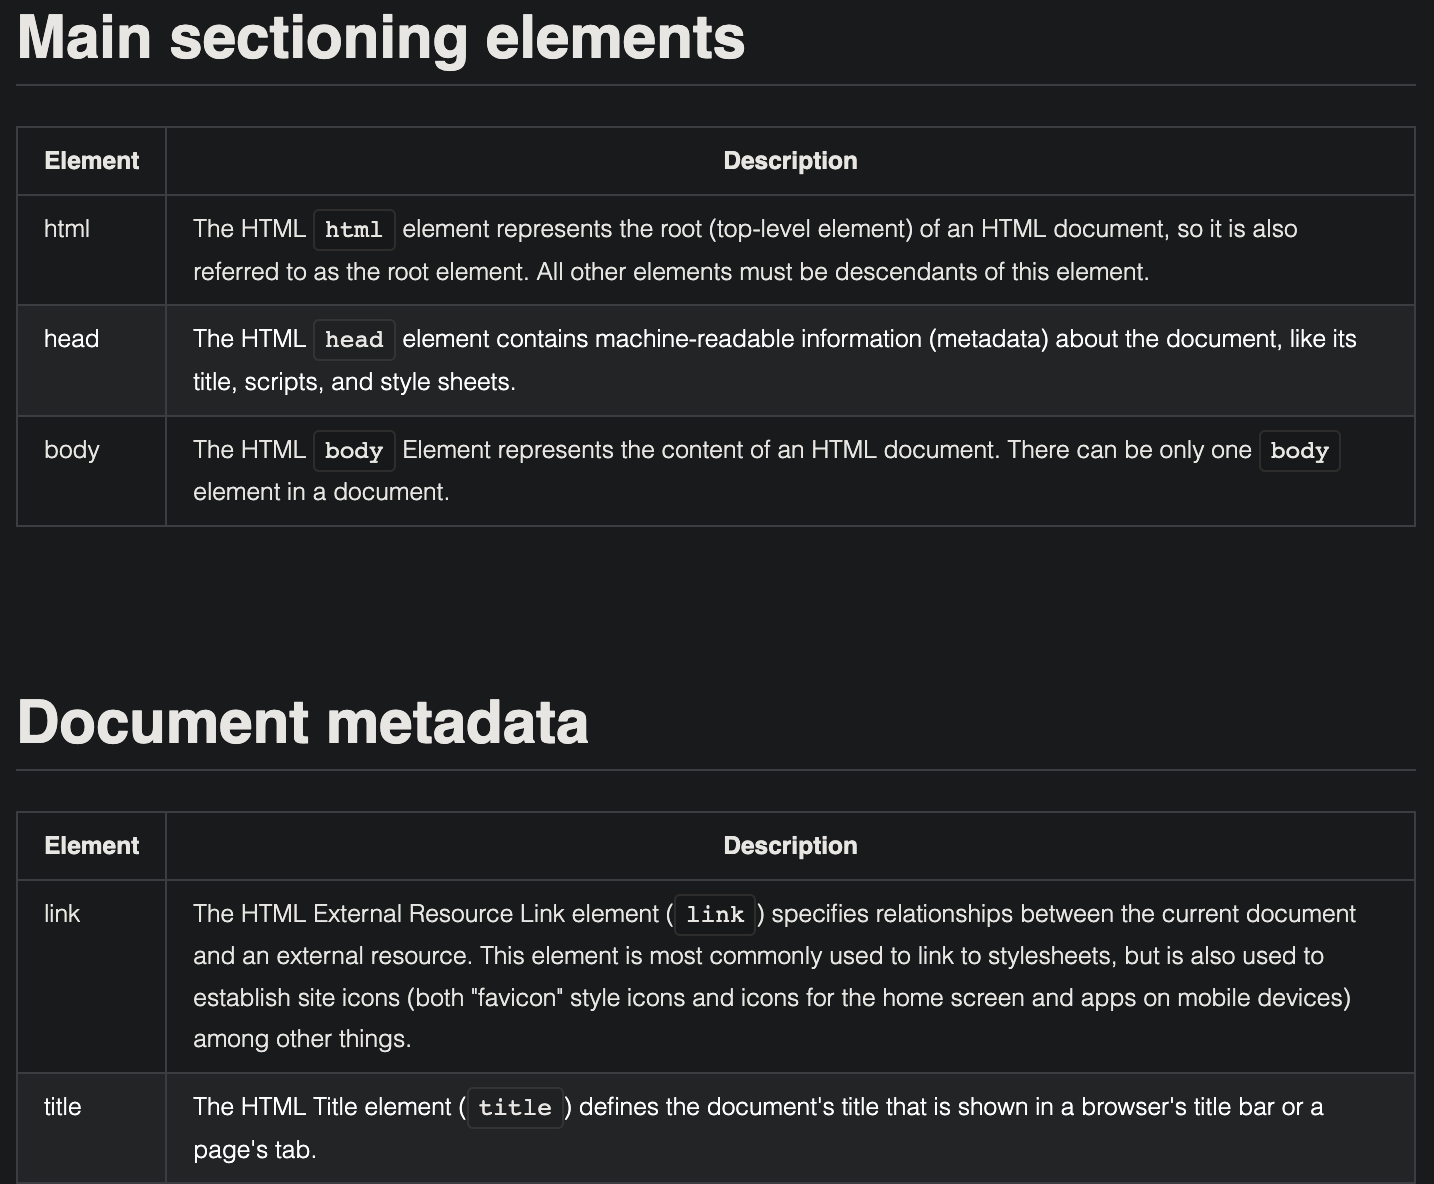 Main sectioning elements
Element Description
html The HTML html element represents the root (top-level element) of an HTML document, so it is also
referred to as the root element. All other elements must be descendants of this element.
head The HTML head element contains machine-readable information (metadata) about the document, like its
title, scripts, and style sheets.
body The HTML body Element represents the content of an HTML document. There can be only one body
element in a document.
Document metadata
Element Description
link The HTML External Resource Link element ( link ) specifies relationships between the current document
and an external resource. This element is most commonly used to link to stylesheets, but is also used to
establish site icons (both "favicon" style icons and icons for the home screen and apps on mobile devices)
among other things.
title The HTML Title element ( title ) defines the document's title that is shown in a browser's title bar or a
page's tab.